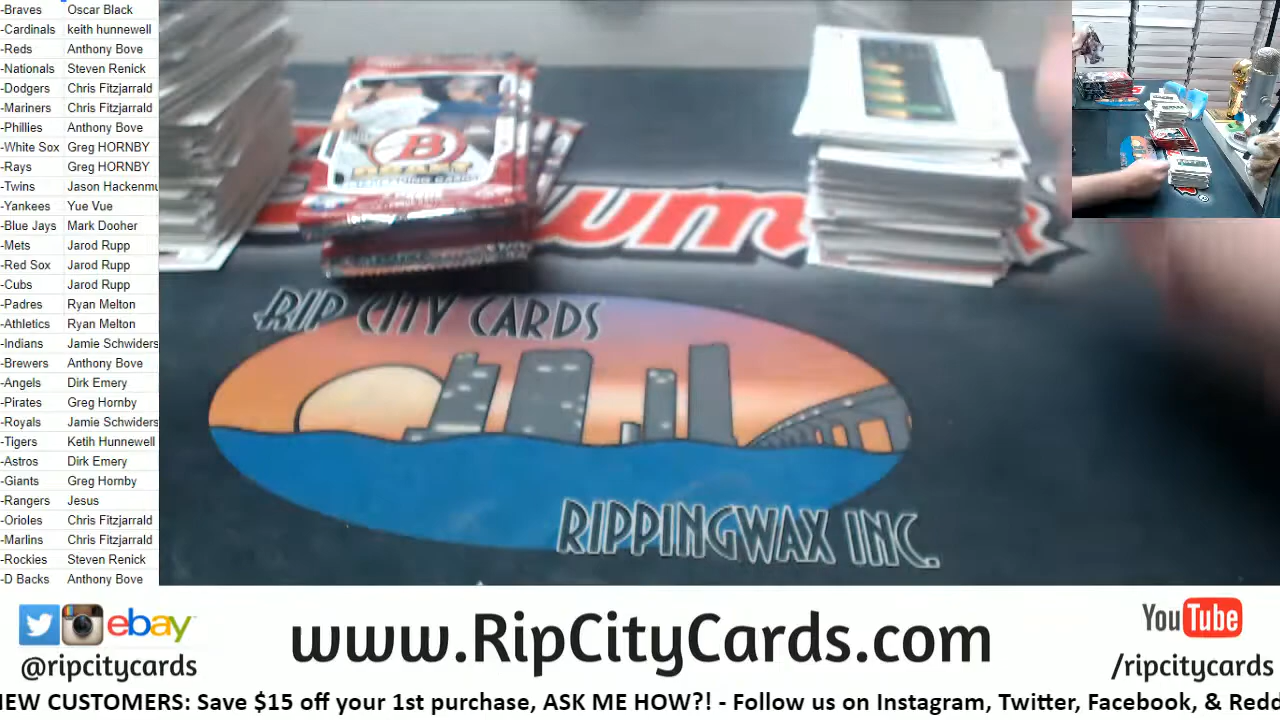 -Braves Oscar Black
-Cardinals keith hunnewell
-Reds Anthony Bove
-Nationals Steven Renick
-Dodgers Chris Fitzjarrald
-Mariners Chris Fitzjarrald
-Phillies Anthony Bove
-White Sox Greg HORNBY
-Rays Greg HORNBY
-Twins Jason Hackenmu
-Yankees Yue Vue
-Blue Jays Mark Dooher
-Mets Jarod Rupp
-Red Sox Jarod Rupp
-Cubs Jarod Rupp
-Padres Ryan Melton
-Athletics Ryan Melton
-Indians Jamie Schwiders
-Brewers Anthony Bove
-Angels Dirk Emery
-Pirates Greg Hornby
-Royals Jamie Schwiders
-Tigers Ketih Hunnewell
-Astros Dirk Emery
-Giants Greg Hornby
-Rangers Jesus
-Orioles Chris Fitzjarrald
-Marlins Chris Fitzjarrald
-Rockies Steven Renick
-D Backs Anthony Bove
B
RIP CITY CARDS
RIPPINGWAX INC.
ebay
@ripcitycards
www.RipCityCards.com
YouTube
/ripcitycards
NEW CUSTOMERS: Save $15 off your 1st purchase, ASK ME HOW?! - Follow us on Instagram, Twitter, Facebook, & Redd